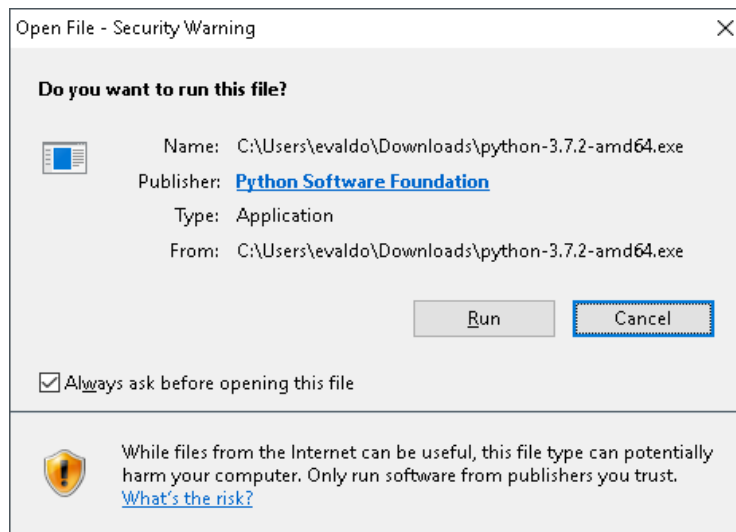 Open File - Security Warning
Do you want to run this file?
Name: C:\Users\evaldo\Downloads\python-3.7.2-amd64.exe
Publisher: Python Software Foundation
Type: Application
From: C:\Users\evaldo\Downloads\python-3.7.2-amd64.exe
Run Cancel
Always ask before opening this file
While files from the Internet can be useful, this file type can potentially
harm your computer. Only run software from publishers you trust.
What's the risk?